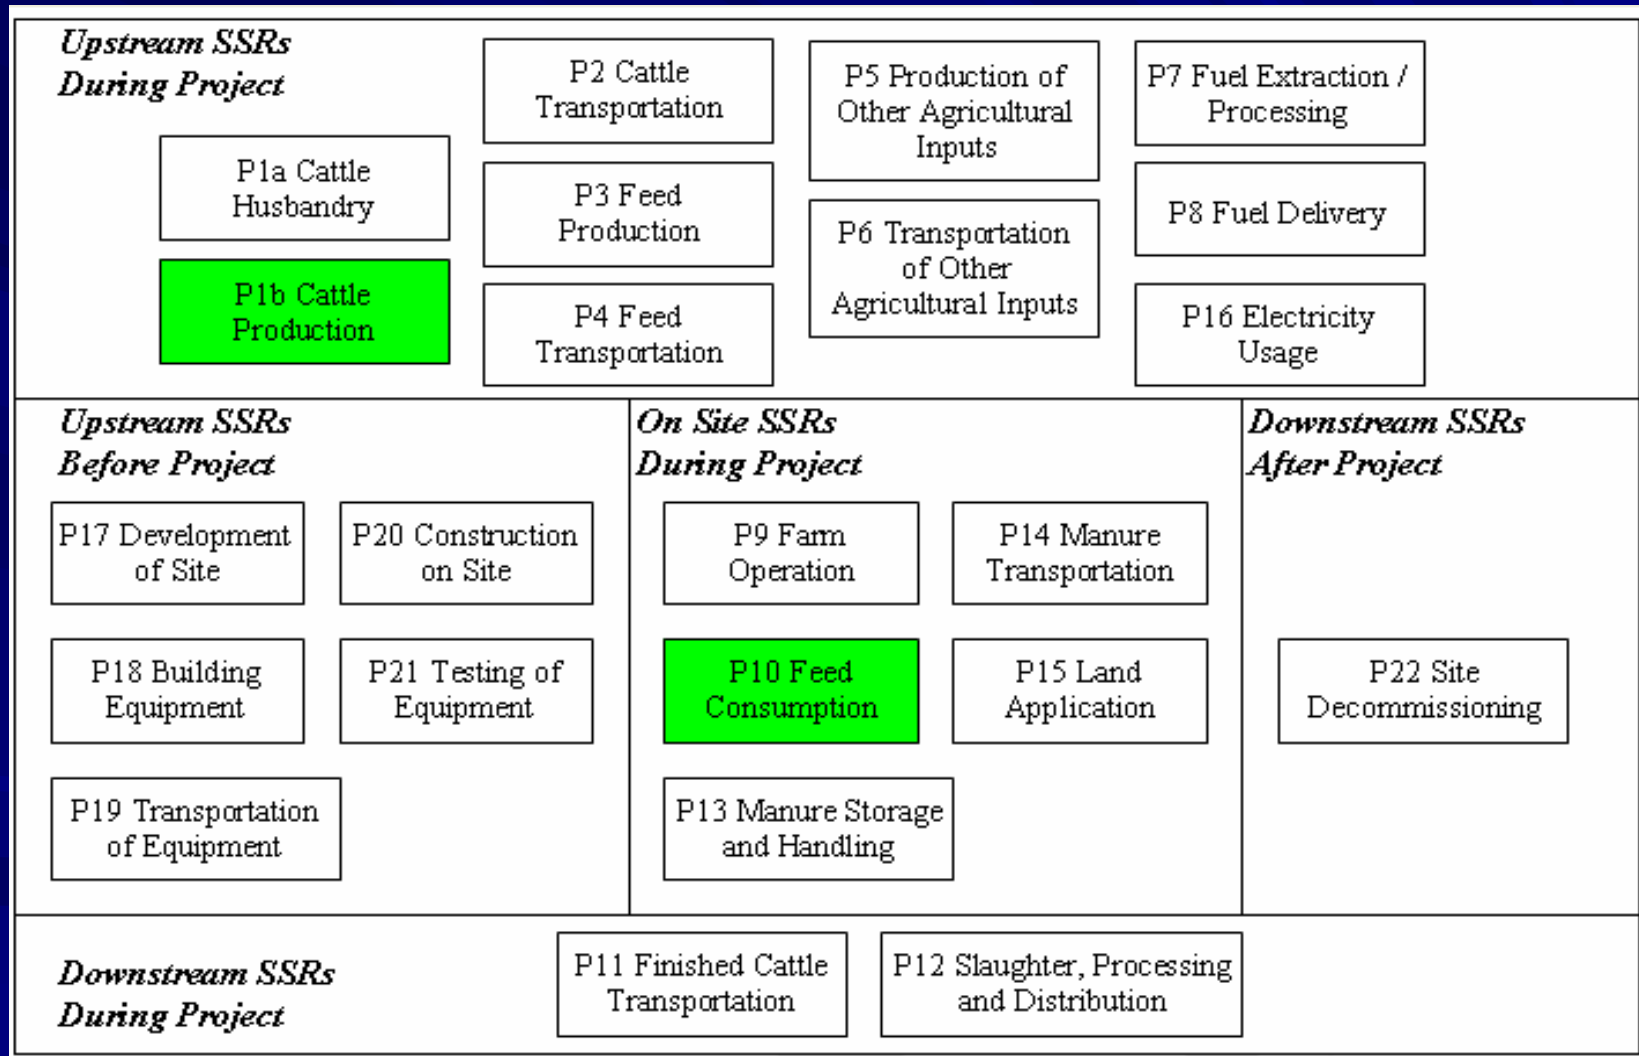 Upstream SSRs
During Project
P1a Cattle
Husbandry
P1b Cattle
Production
P2 Cattle
Transportation
P3 Feed
Production
P4 Feed
Transportation
P5 Production of
Other Agricultural
Inputs
P6 Transportation
of Other
Agricultural Inputs
P7 Fuel Extraction /
Processing
P8 Fuel Delivery
P16 Electricity
Usage
Upstream SSRs
Before Project
P17 Development
of Site
P20 Construction
on Site
P18 Building
Equipment
P21 Testing of
Equipment
P19 Transportation
of Equipment
On Site SSRs
During Project
P9 Farm
Operation
P14 Manure
Transportation
P10 Feed
Consumption
P15 Land
Application
P13 Manure Storage
and Handling
Downstream SSRs
After Project
P22 Site
Decommissioning
Downstream SSRs
During Project
P11 Finished Cattle
Transportation
P12 Slaughter, Processing
and Distribution